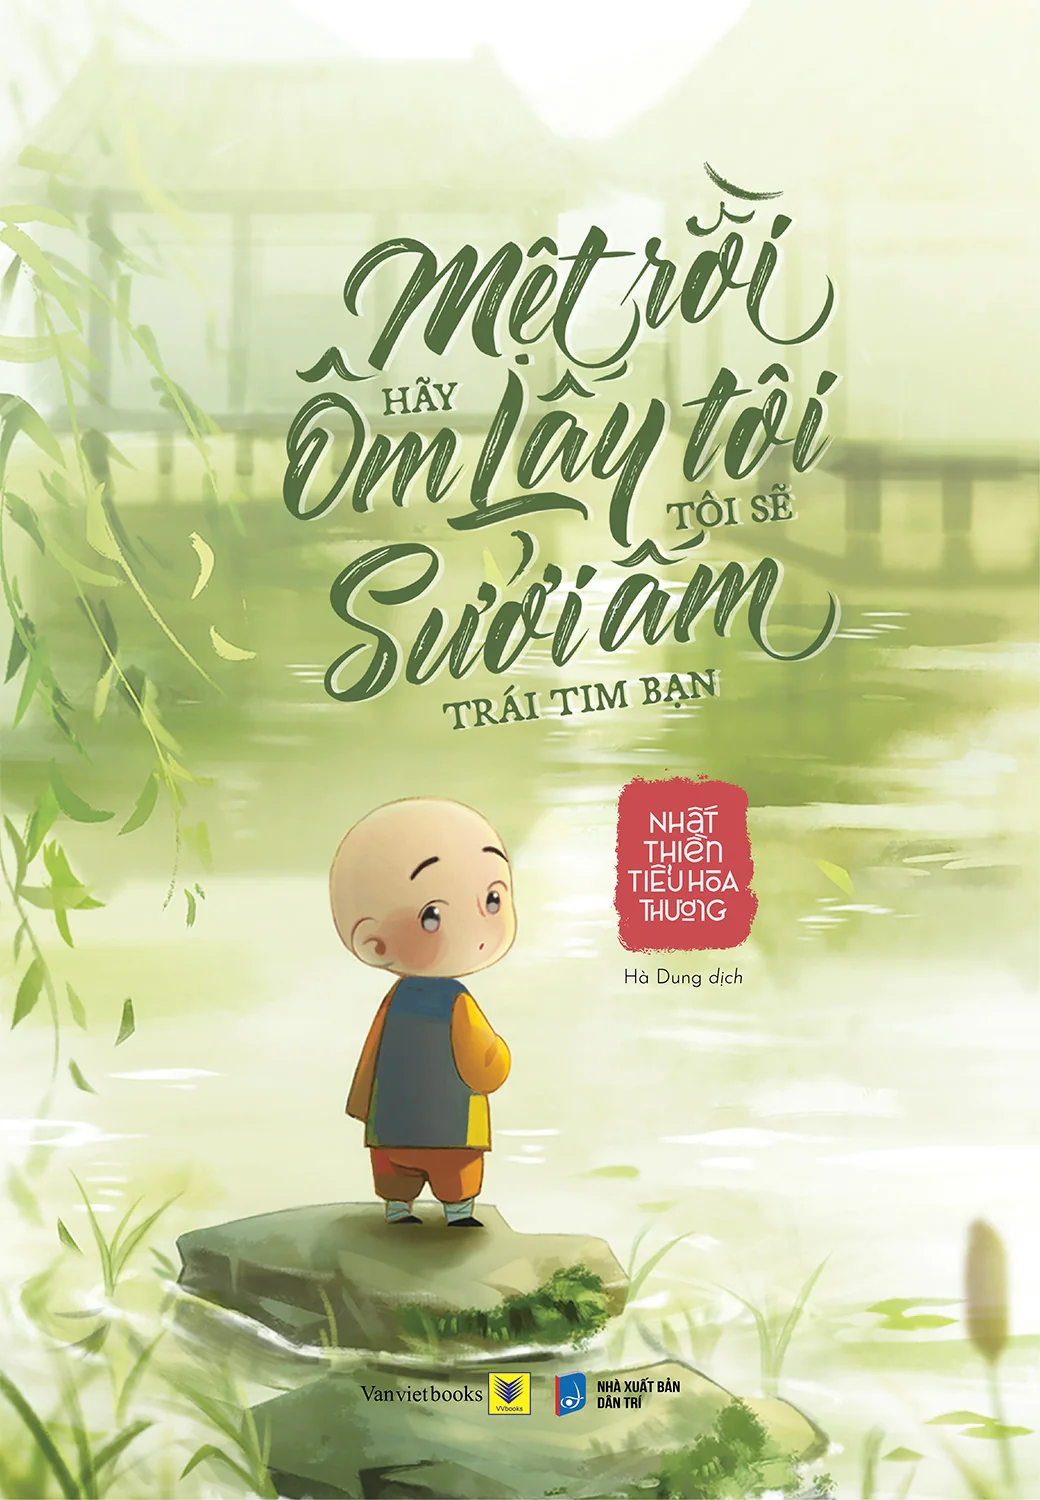 Mệt rồi
HÃY
Ôm Lấy tôi
TÔI SẼ
Sưởi ấm
TRÁI TIM BẠN
NHẤT
THIỀN
TIỂU HÒA
THƯỢNG
Hà Dung dịch
Vanvietbooks
VVbooks
NHÀ XUẤT BẢN
DÂN TRÍ